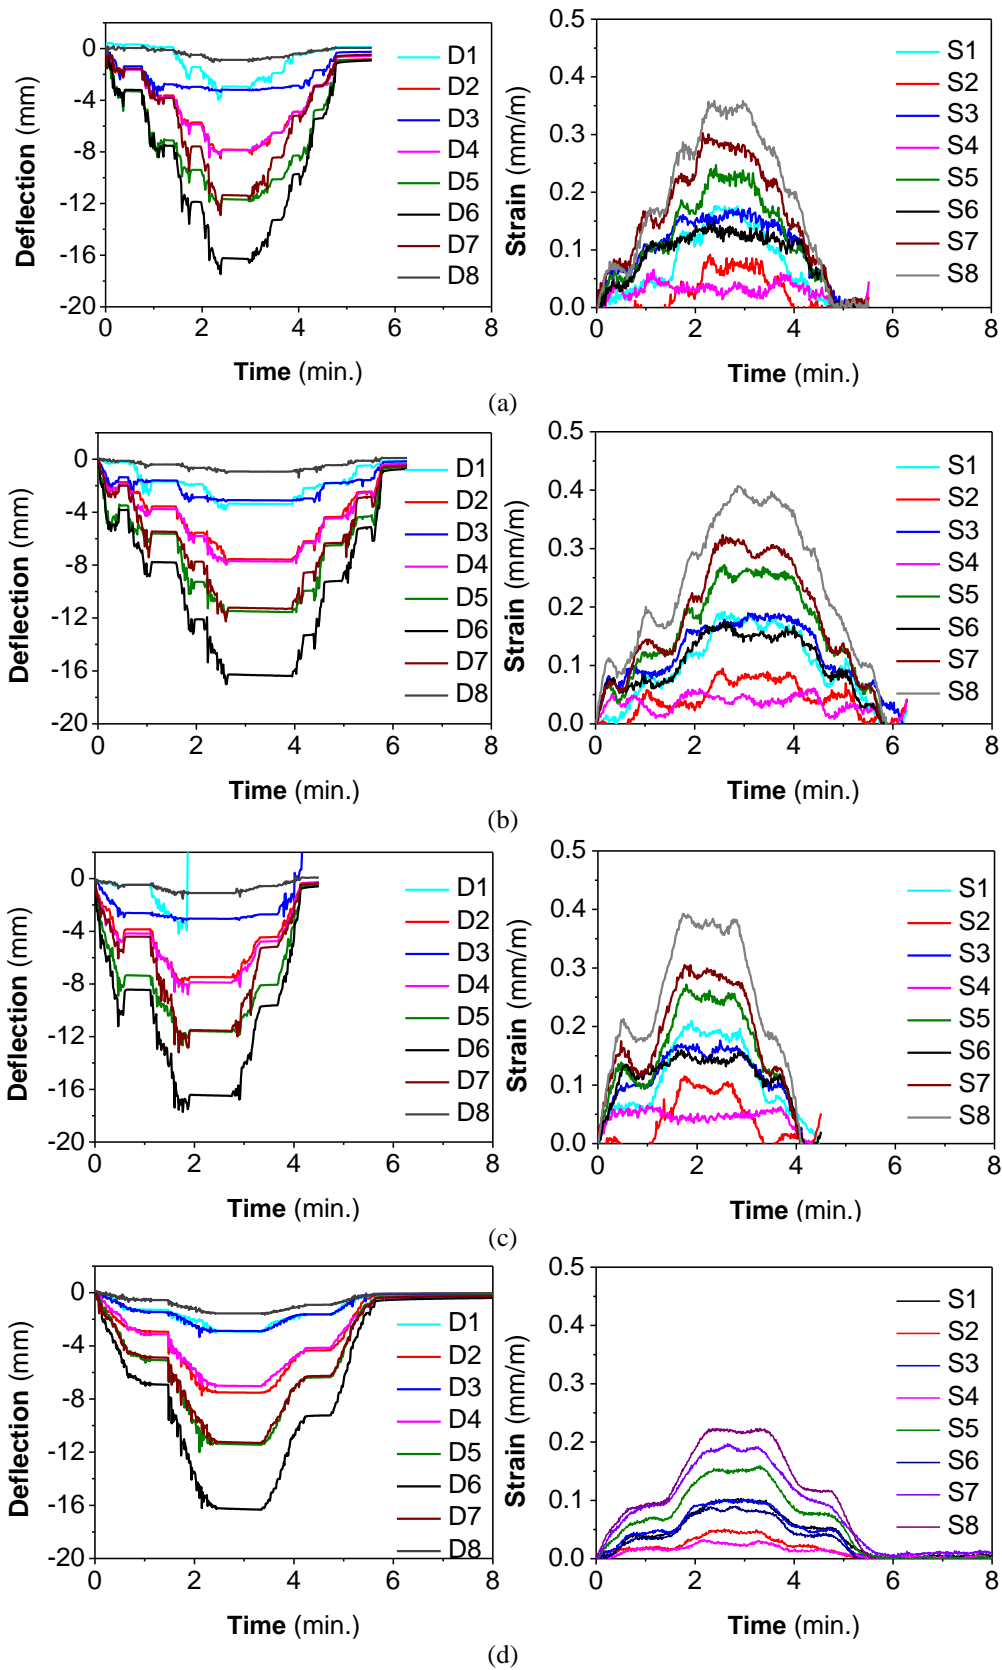 Deflection (mm)
0
-4
-8
-12
-16
-20
0 2 4 6 8
Time (min.)
D1
D2
D3
D4
D5
D6
D7
D8
Strain (mm/m)
0.5
0.4
0.3
0.2
0.1
0.0
0 2 4 6 8
Time (min.)
S1
S2
S3
S4
S5
S6
S7
S8
(a)
Deflection (mm)
0
-4
-8
-12
-16
-20
0 2 4 6 8
Time (min.)
D1
D2
D3
D4
D5
D6
D7
D8
Strain (mm/m)
0.5
0.4
0.3
0.2
0.1
0.0
0 2 4 6 8
Time (min.)
S1
S2
S3
S4
S5
S6
S7
S8
(b)
Deflection (mm)
0
-4
-8
-12
-16
-20
0 2 4 6 8
Time (min.)
D1
D2
D3
D4
D5
D6
D7
D8
Strain (mm/m)
0.5
0.4
0.3
0.2
0.1
0.0
0 2 4 6 8
Time (min.)
S1
S2
S3
S4
S5
S6
S7
S8
(c)
Deflection (mm)
0
-4
-8
-12
-16
-20
0 2 4 6 8
Time (min.)
D1
D2
D3
D4
D5
D6
D7
D8
Strain (mm/m)
0.5
0.4
0.3
0.2
0.1
0.0
0 2 4 6 8
Time (min.)
S1
S2
S3
S4
S5
S6
S7
S8
(d)